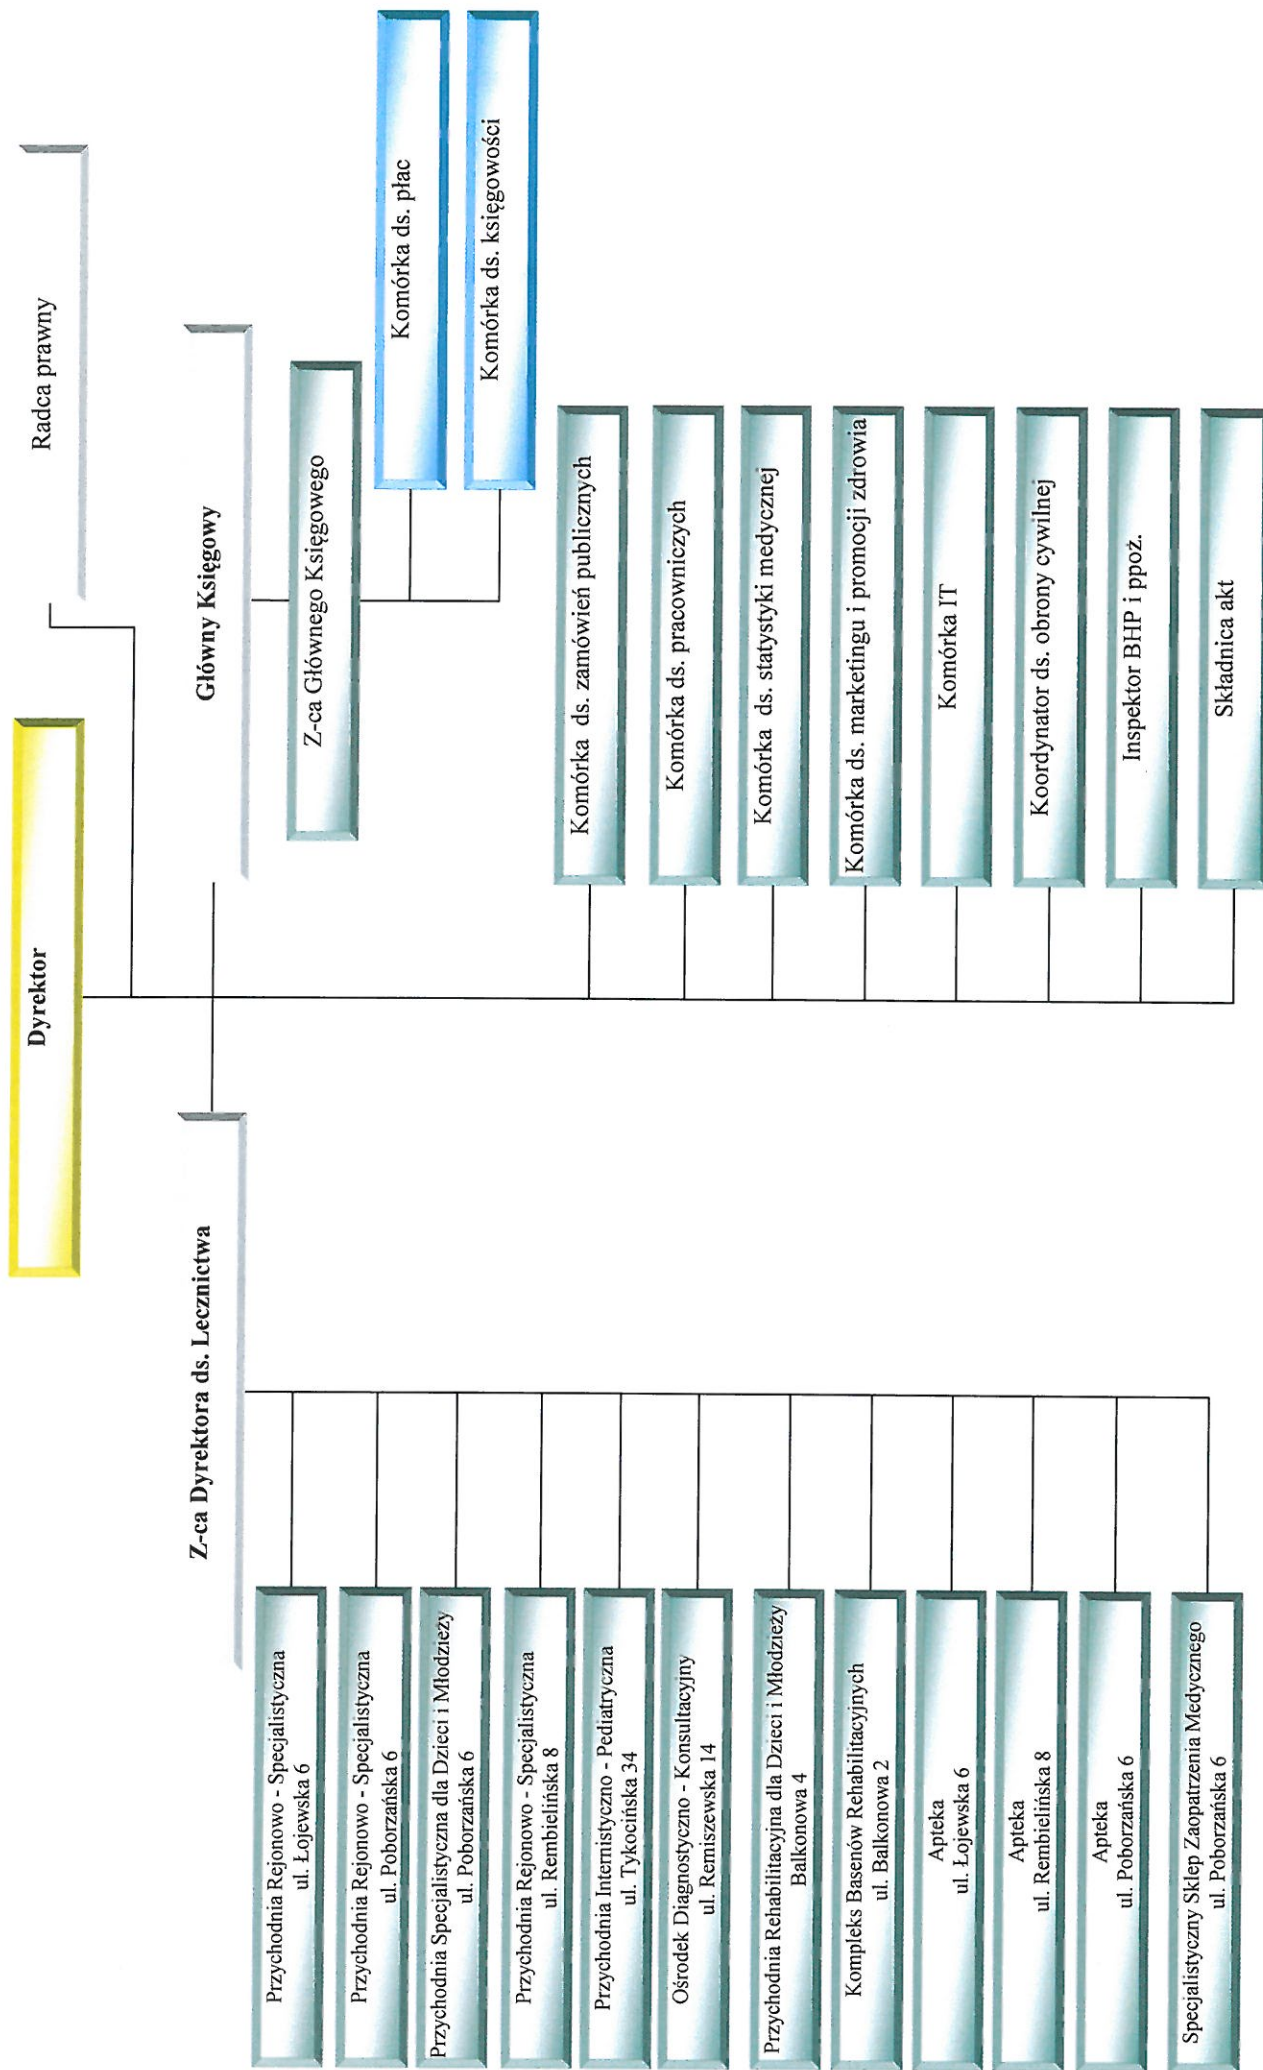 Dyrektor
Radca prawny
Z-ca Dyrektora ds. Lecznictwa
Główny Księgowy
Przychodnia Rejonowo - Specjalistyczna
ul. Łojewska 6
Przychodnia Rejonowo - Specjalistyczna
ul. Poborzańska 6
Przychodnia Specjalistyczna dla Dzieci i Młodzieży
ul. Poborzańska 6
Przychodnia Rejonowo - Specjalistyczna
ul. Rembielińska 8
Przychodnia Internistyczno - Pediatryczna
ul. Tykocińska 34
Ośrodek Diagnostyczno - Konsultacyjny
ul. Remiszewska 14
Przychodnia Rehabilitacyjna dla Dzieci i Młodzieży
Balkonowa 4
Kompleks Basenów Rehabilitacyjnych
ul. Balkonowa 2
Apteka
ul. Łojewska 6
Apteka
ul. Rembielińska 8
Apteka
ul. Poborzańska 6
Specjalistyczny Sklep Zaopatrzenia Medycznego
ul. Poborzańska 6
Z-ca Głównego Księgowego
Komórka ds. płac
Komórka ds. księgowości
Komórka ds. zamówień publicznych
Komórka ds. pracowniczych
Komórka ds. statystyki medycznej
Komórka ds. marketingu i promocji zdrowia
Komórka IT
Koordynator ds. obrony cywilnej
Inspektor BHP i ppoż.
Składnica akt